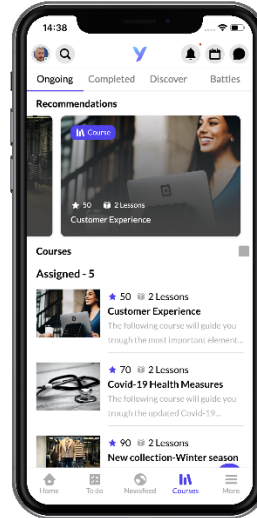 14:38
Ongoing Completed Discover Battles
Recommendations
Course
50 2 Lessons
Customer Experience
Courses
Assigned - 5
50 2 Lessons
Customer Experience
The following course will guide you
trough the most important element...
70 2 Lessons
Covid-19 Health Measures
The following course will guide you
trough the updated Covid-19...
90 2 Lessons
New collection-Winter season
Home To do Newsfeed Courses More